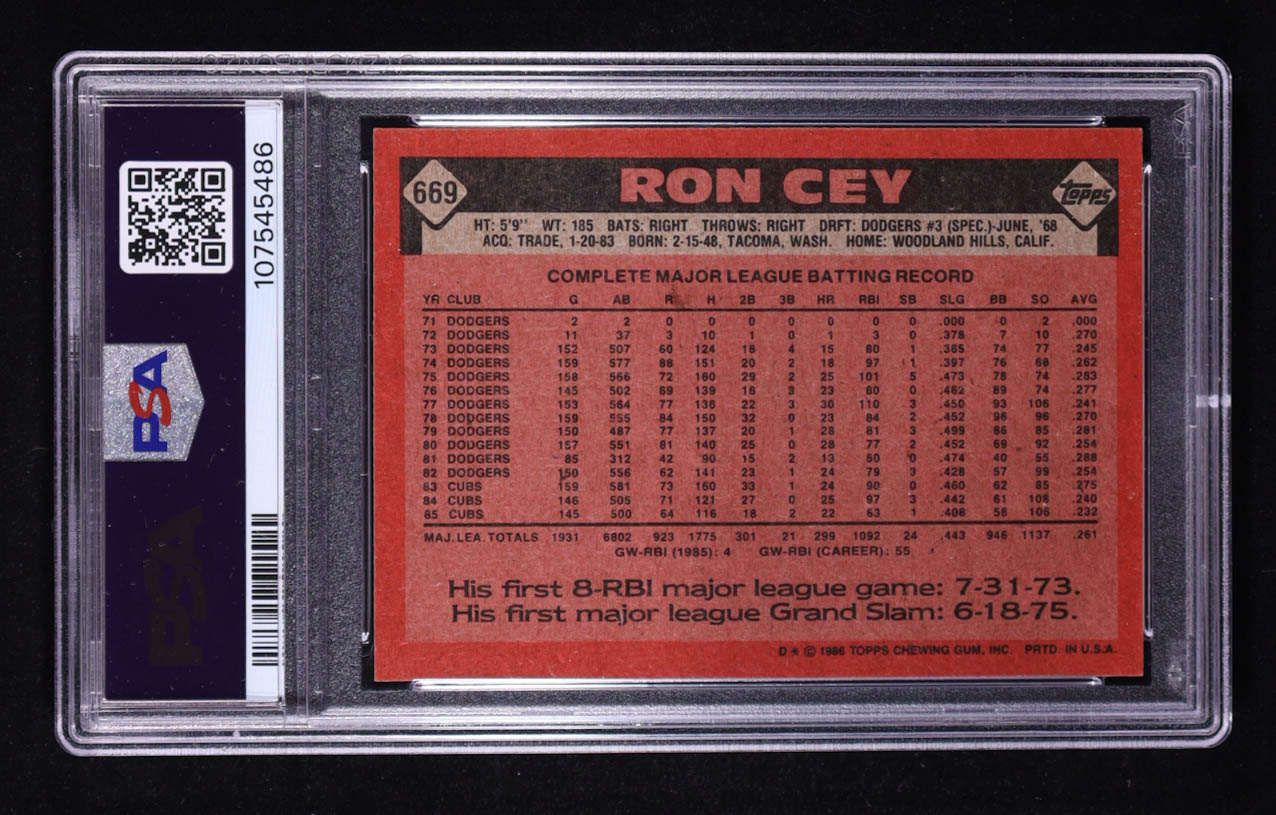 107545486
PSA
PSA
669 RON CEY topps
HT: 5'9" WT: 185 BATS: RIGHT THROWS: RIGHT DRFT: DODGERS #3 (SPEC.)-JUNE, '68
ACQ: TRADE, 1-20-83 BORN: 2-15-48, TACOMA, WASH. HOME: WOODLAND HILLS, CALIF.
COMPLETE MAJOR LEAGUE BATTING RECORD
YR CLUB G AB R H 2B 3B HR RBI SB SLG BB SO AVG
71 DODGERS 2 2 0 0 0 0 0 0 0 .000 0 2 .000
72 DODGERS 11 37 3 10 1 0 1 3 0 .378 7 10 .270
73 DODGERS 152 507 60 124 18 4 15 80 1 .385 74 77 .245
74 DODGERS 159 577 88 151 20 2 18 97 1 .397 76 68 .262
75 DODGERS 158 566 72 160 29 2 25 101 5 .473 78 74 .283
76 DODGERS 145 502 69 139 18 3 23 80 0 .462 89 74 .277
77 DODGERS 153 564 77 136 22 3 30 110 3 .450 93 106 .241
78 DODGERS 159 555 84 150 32 0 23 84 2 .452 96 96 .270
79 DODGERS 150 487 77 137 20 1 28 81 3 .499 86 85 .281
80 DODGERS 157 551 81 140 25 0 28 77 2 .452 69 92 .254
81 DODGERS 85 312 42 90 15 2 13 50 0 .474 40 55 .288
82 DODGERS 150 556 62 141 23 1 24 79 3 .428 57 99 .254
83 CUBS 159 581 73 160 33 1 24 90 0 .460 62 85 .275
84 CUBS 146 505 71 121 27 0 25 97 3 .442 61 108 .240
85 CUBS 145 500 64 116 18 2 22 63 1 .408 58 106 .232
MAJ. LEA. TOTALS 1931 6802 923 1775 301 21 299 1092 24 .443 946 1137 .261
GW-RBI (1985): 4 GW-RBI (CAREER): 55
His first 8-RBI major league game: 7-31-73.
His first major league Grand Slam: 6-18-75.
D * © 1986 TOPPS CHEWING GUM, INC. PRTD. IN U.S.A.